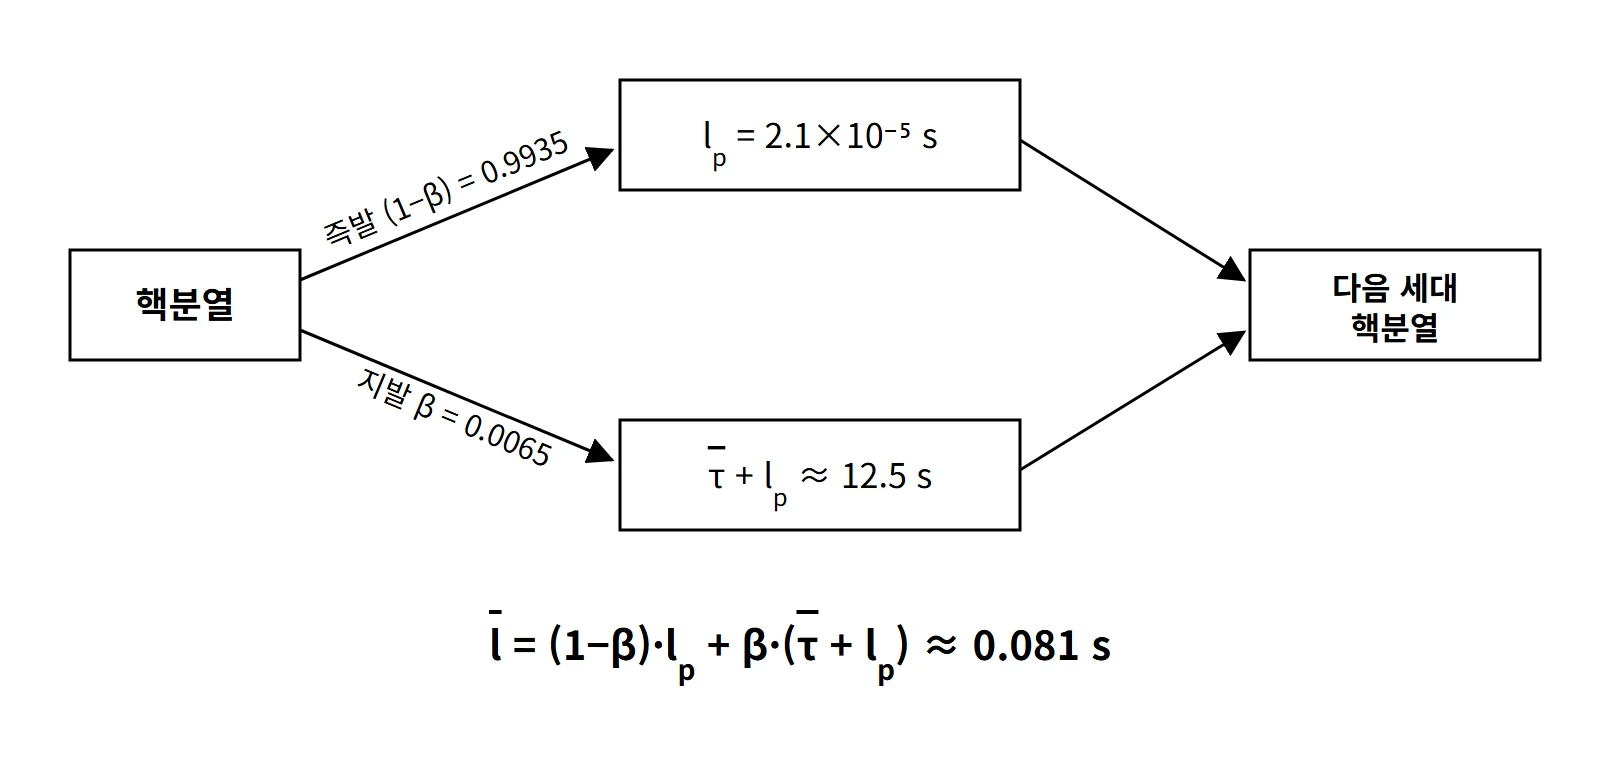 즉발 (1−β) = 0.9935
l_p = 2.1×10⁻⁵ s
핵분열
다음 세대
핵분열
지발 β = 0.0065
τ̄ + l_p ≈ 12.5 s
l̄ = (1−β)·l_p + β·(τ̄ + l_p) ≈ 0.081 s